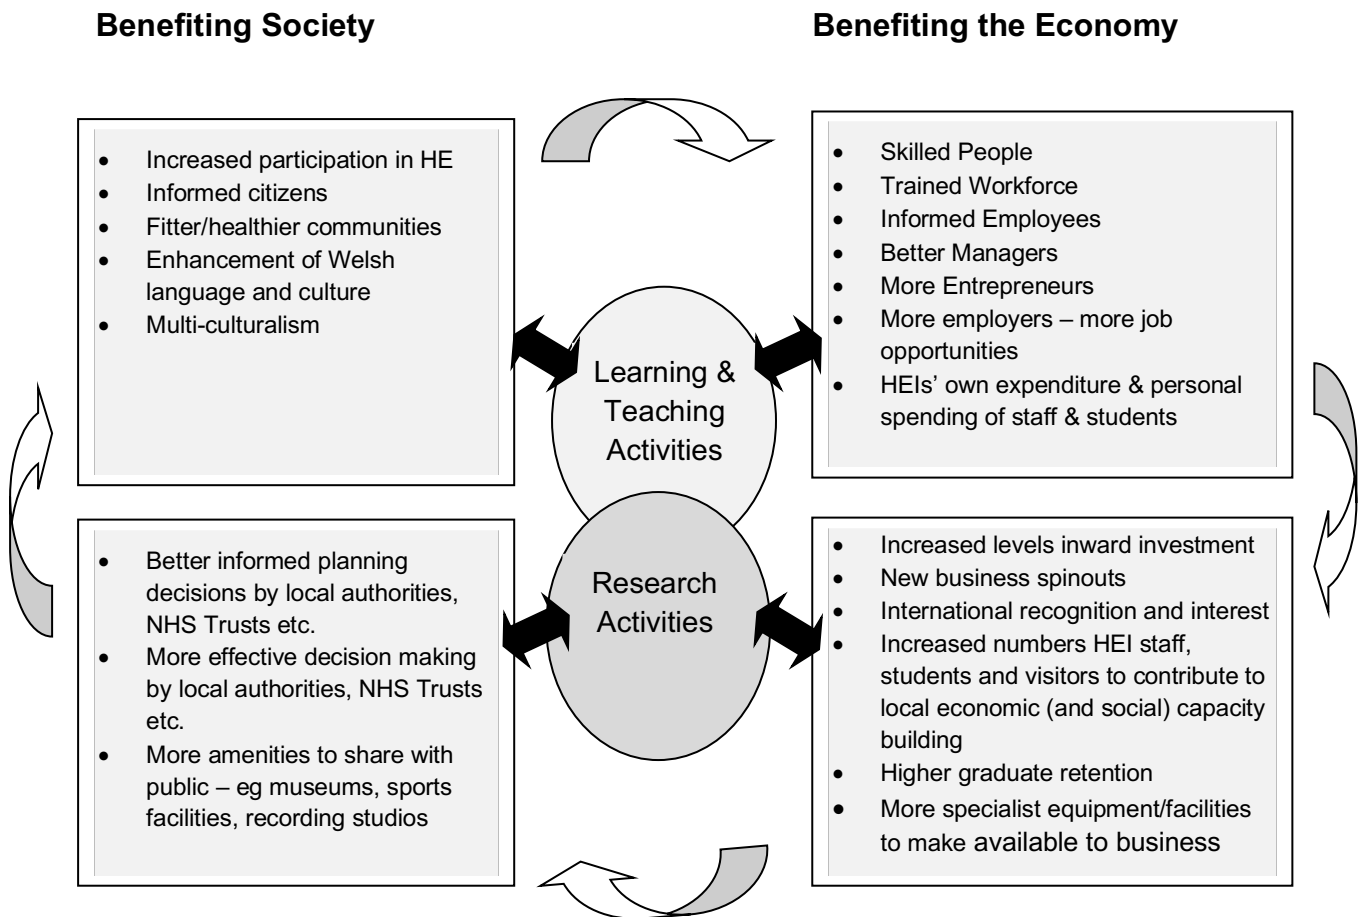 Benefiting Society
Benefiting the Economy
• Increased participation in HE
• Informed citizens
• Fitter/healthier communities
• Enhancement of Welsh
language and culture
• Multi-culturalism
• Skilled People
• Trained Workforce
• Informed Employees
• Better Managers
• More Entrepreneurs
• More employers – more job
opportunities
• HEIs’ own expenditure & personal
spending of staff & students
Learning &
Teaching
Activities
Research
Activities
• Better informed planning
decisions by local authorities,
NHS Trusts etc.
• More effective decision making
by local authorities, NHS Trusts
etc.
• More amenities to share with
public – eg museums, sports
facilities, recording studios
• Increased levels inward investment
• New business spinouts
• International recognition and interest
• Increased numbers HEI staff,
students and visitors to contribute to
local economic (and social) capacity
building
• Higher graduate retention
• More specialist equipment/facilities
to make available to business